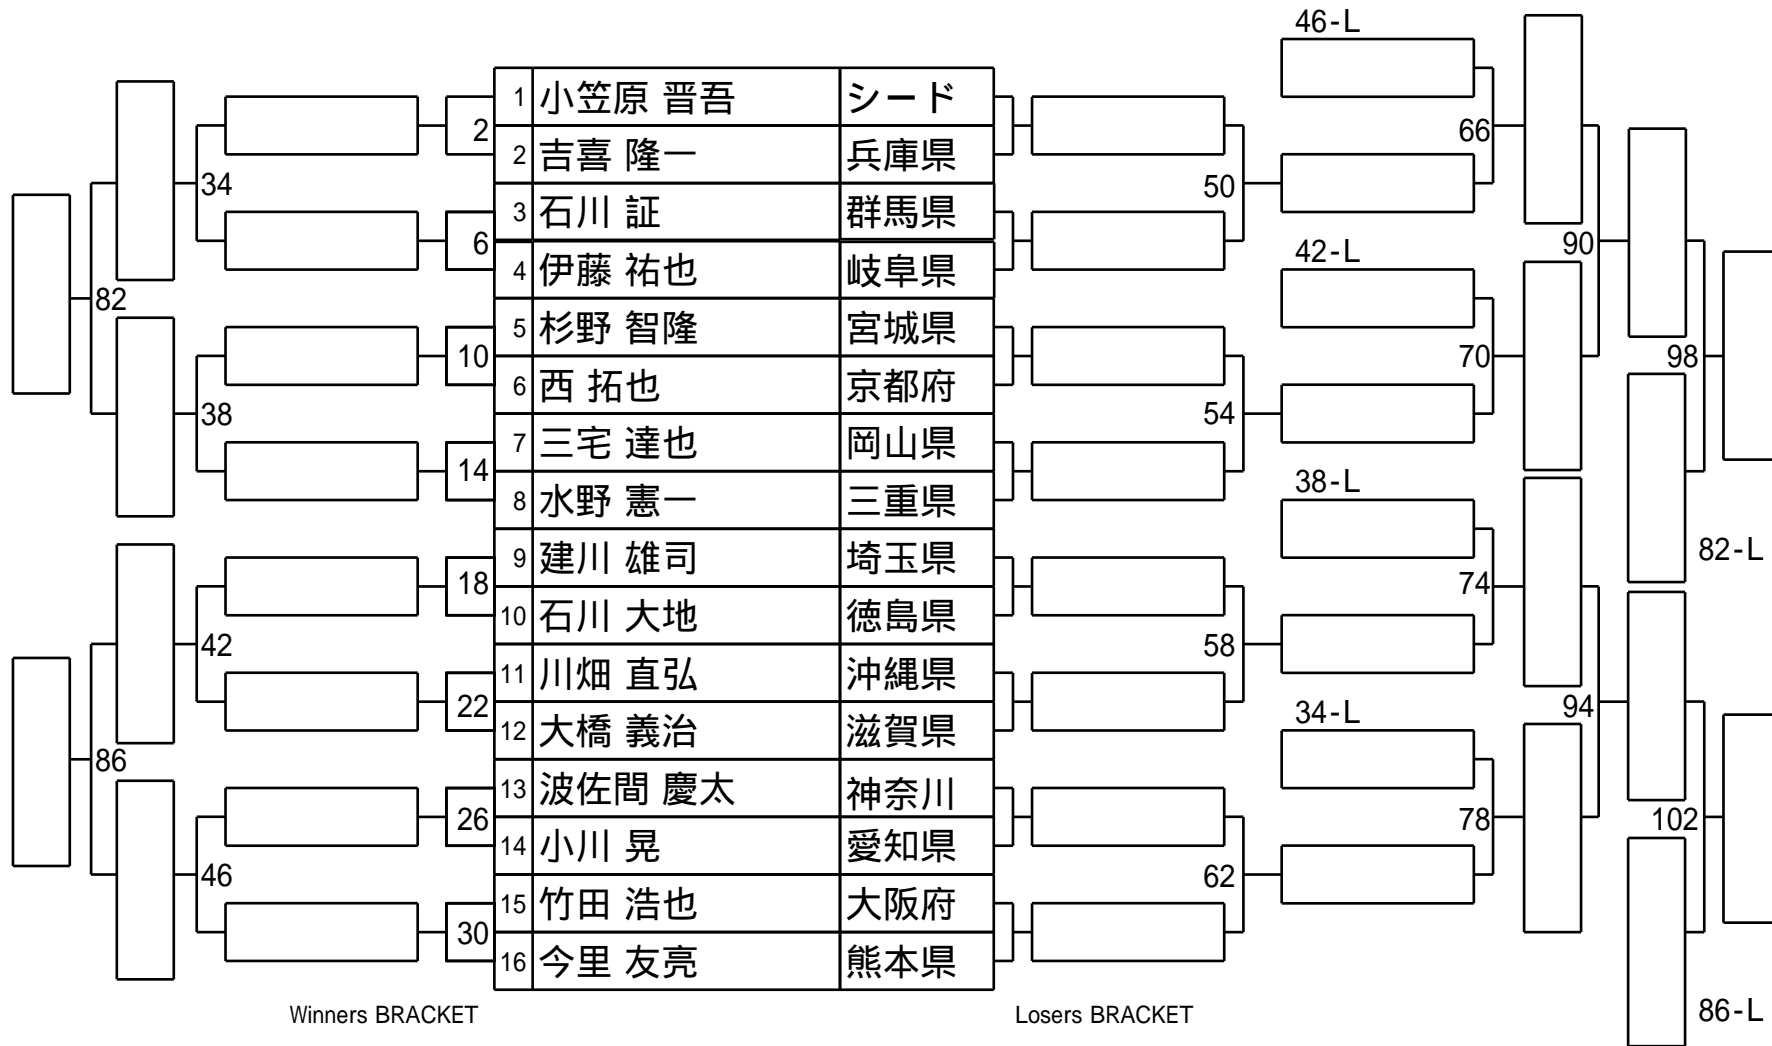 46-L
1 小笠原 晋吾 シード
2 66
2 吉喜 隆一 兵庫県
34 50
3 石川 証 群馬県
6 90
4 伊藤 祐也 岐阜県
42-L
82
5 杉野 智隆 宮城県
10 70 98
6 西 拓也 京都府
38 54
7 三宅 達也 岡山県
14
8 水野 憲一 三重県
38-L
9 建川 雄司 埼玉県
82-L
18 74
10 石川 大地 徳島県
42 58
11 川畑 直弘 沖縄県
22 94
12 大橋 義治 滋賀県
34-L
86
13 波佐間 慶太 神奈川
26 78 102
14 小川 晃 愛知県
46 62
15 竹田 浩也 大阪府
30
16 今里 友亮 熊本県
Winners BRACKET Losers BRACKET 86-L